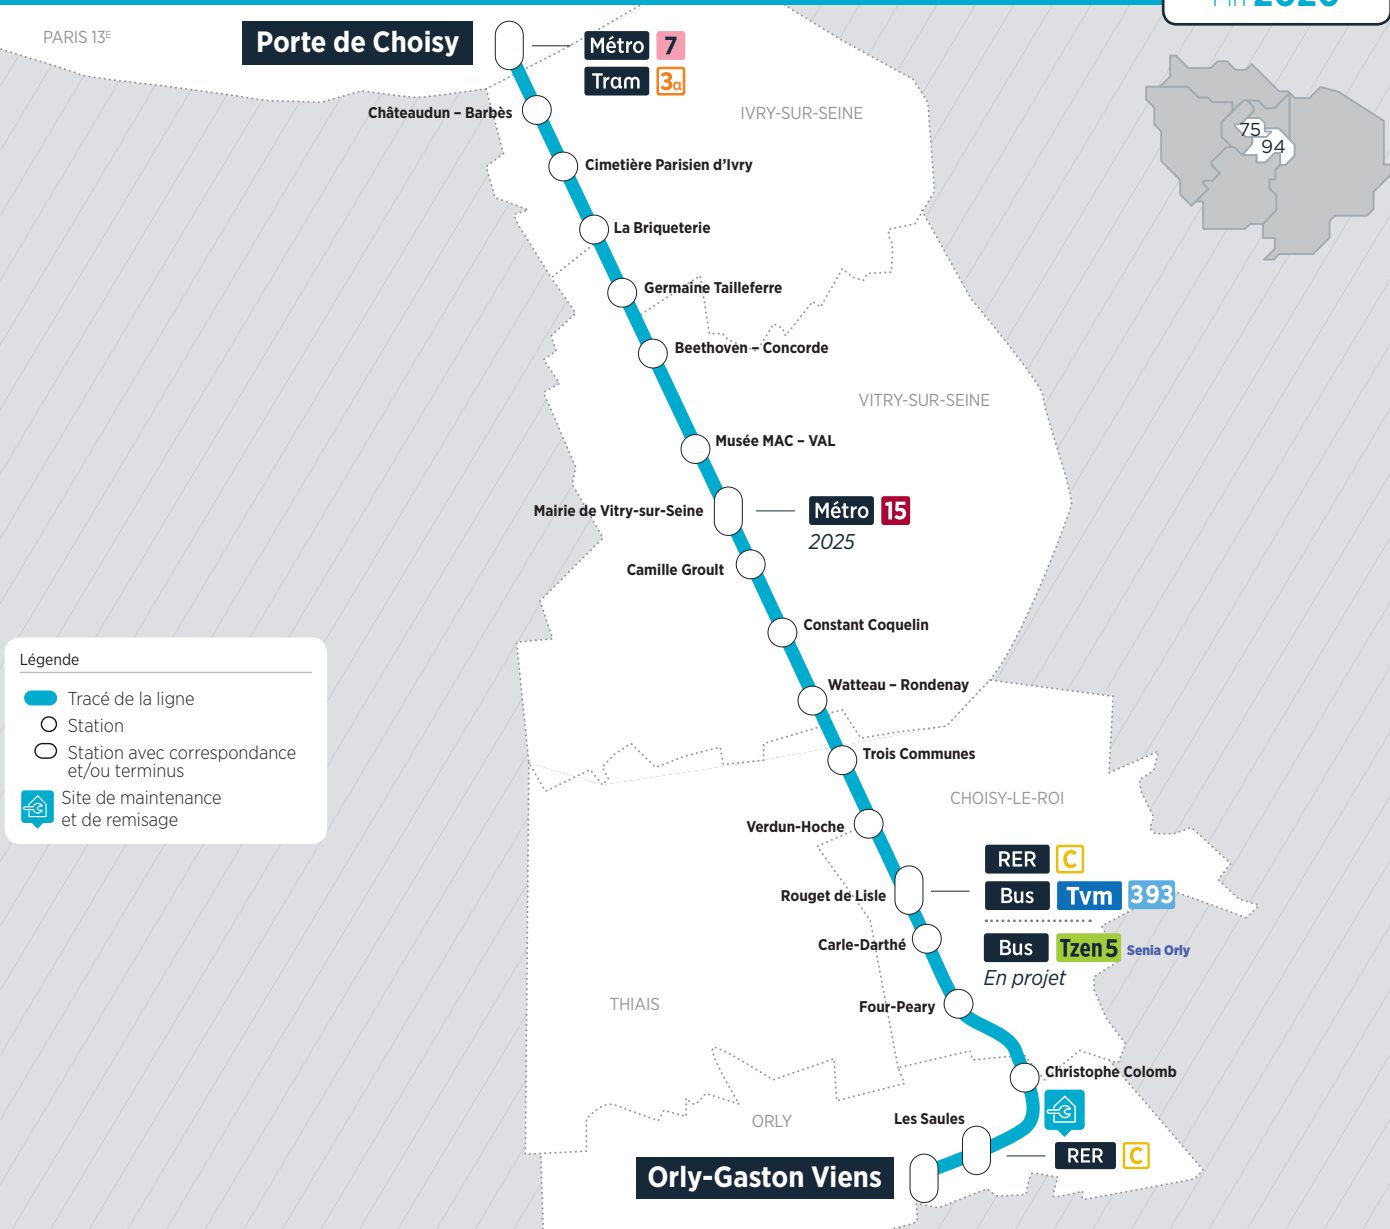 Fin 2020
PARIS 13E
Porte de Choisy
Métro 7
Tram 3a
Châteaudun – Barbès
IVRY-SUR-SEINE
75
94
Cimetière Parisien d'Ivry
La Briqueterie
Germaine Tailleferre
Beethoven – Concorde
VITRY-SUR-SEINE
Musée MAC – VAL
Mairie de Vitry-sur-Seine
Métro 15
2025
Camille Groult
Constant Coquelin
Légende
Tracé de la ligne
Station
Station avec correspondance
et/ou terminus
Site de maintenance
et de remisage
Watteau – Rondenay
Trois Communes
CHOISY-LE-ROI
Verdun-Hoche
RER C
Rouget de Lisle
Bus Tvm 393
Carle-Darthé
Bus Tzen 5 Senia Orly
En projet
THIAIS
Four-Peary
Christophe Colomb
ORLY
Les Saules
RER C
Orly-Gaston Viens